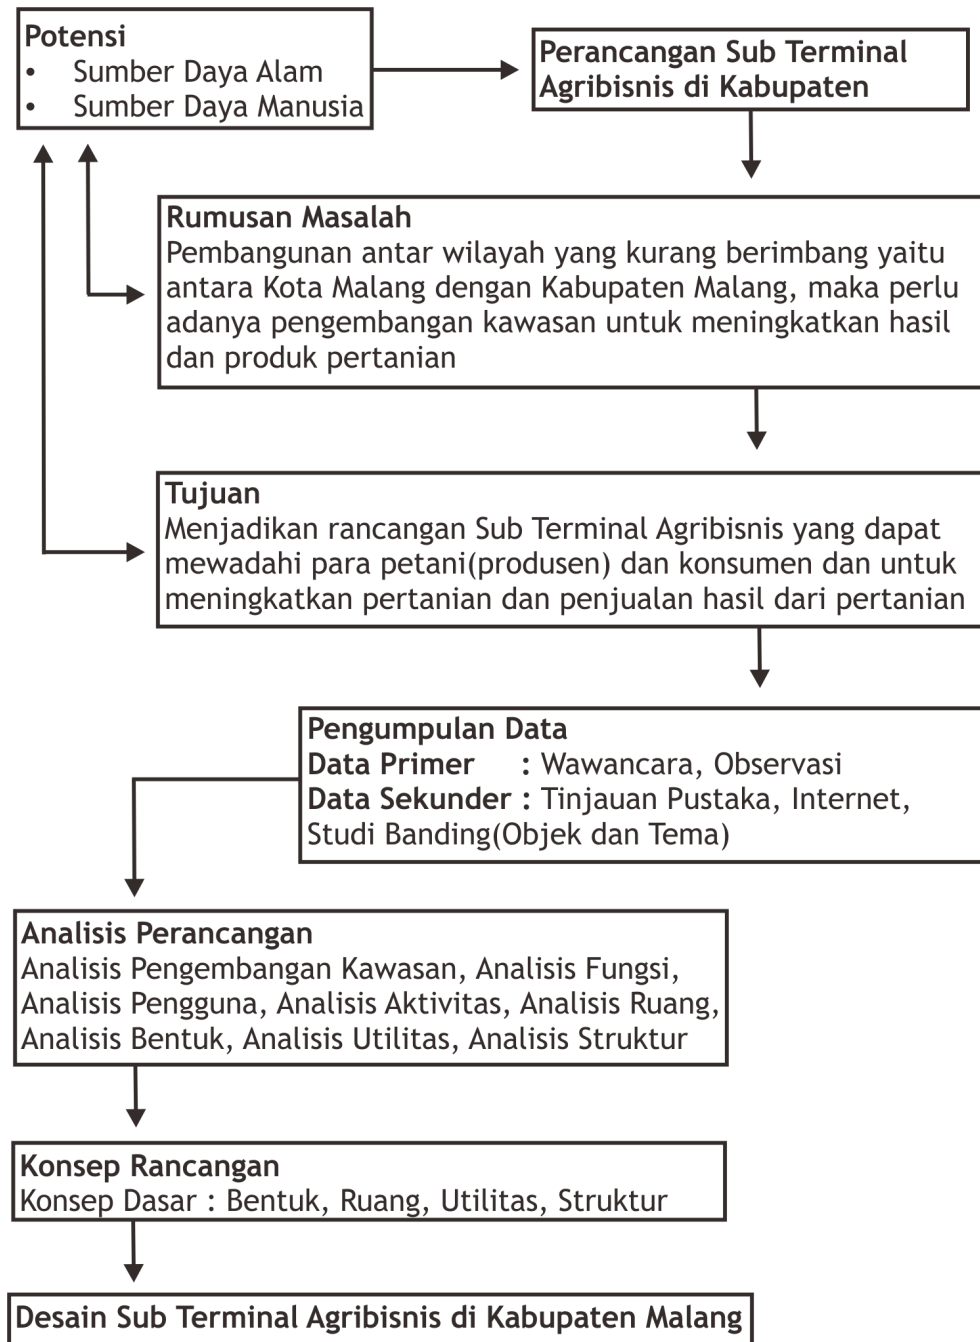 Potensi
• Sumber Daya Alam
• Sumber Daya Manusia
Perancangan Sub Terminal
Agribisnis di Kabupaten
Rumusan Masalah
Pembangunan antar wilayah yang kurang berimbang yaitu
antara Kota Malang dengan Kabupaten Malang, maka perlu
adanya pengembangan kawasan untuk meningkatkan hasil
dan produk pertanian
Tujuan
Menjadikan rancangan Sub Terminal Agribisnis yang dapat
mewadahi para petani(produsen) dan konsumen dan untuk
meningkatkan pertanian dan penjualan hasil dari pertanian
Pengumpulan Data
Data Primer : Wawancara, Observasi
Data Sekunder : Tinjauan Pustaka, Internet,
Studi Banding(Objek dan Tema)
Analisis Perancangan
Analisis Pengembangan Kawasan, Analisis Fungsi,
Analisis Pengguna, Analisis Aktivitas, Analisis Ruang,
Analisis Bentuk, Analisis Utilitas, Analisis Struktur
Konsep Rancangan
Konsep Dasar : Bentuk, Ruang, Utilitas, Struktur
Desain Sub Terminal Agribisnis di Kabupaten Malang